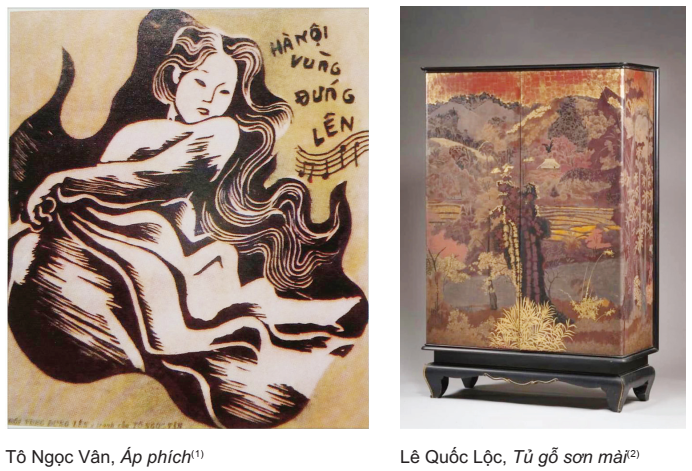 HÀ NỘI
VÙNG
ĐỨNG
LÊN
Tô Ngọc Vân, Áp phích(1)
Lê Quốc Lộc, Tủ gỗ sơn mài(2)